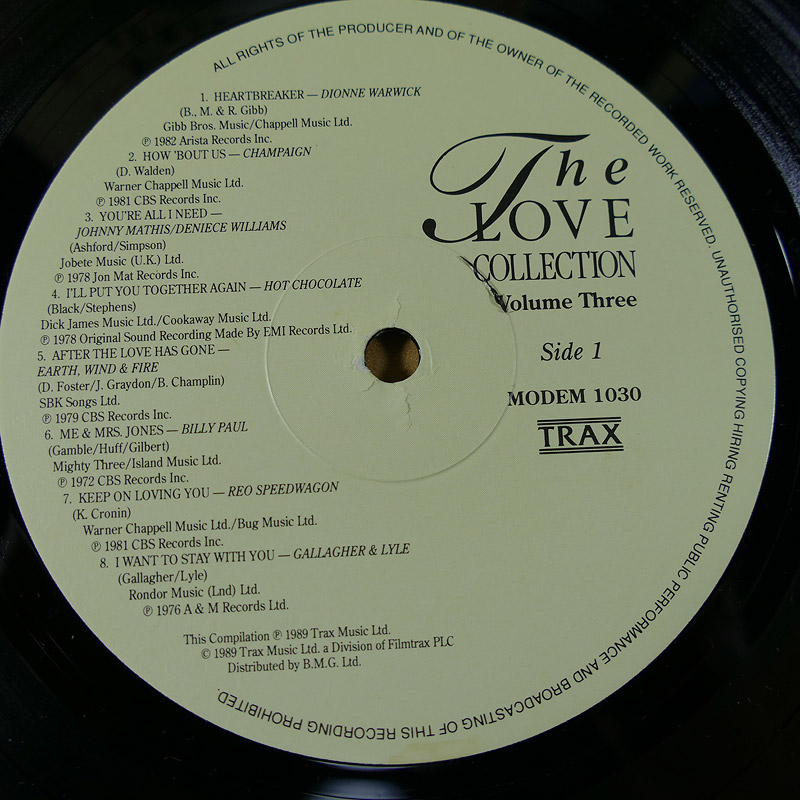 ALL RIGHTS OF THE PRODUCER AND OF THE OWNER OF THE RECORDED WORK RESERVED. UNAUTHORISED COPYING HIRING RENTING PUBLIC PERFORMANCE AND BROADCASTING OF THIS RECORDING PROHIBITED.
1. HEARTBREAKER — DIONNE WARWICK
(B., M. & R. Gibb)
Gibb Bros. Music/Chappell Music Ltd.
℗ 1982 Arista Records Inc.
2. HOW 'BOUT US — CHAMPAIGN
(D. Walden)
Warner Chappell Music Ltd.
℗ 1981 CBS Records Inc.
3. YOU'RE ALL I NEED —
JOHNNY MATHIS/DENIECE WILLIAMS
(Ashford/Simpson)
Jobete Music (U.K.) Ltd.
℗ 1978 Jon Mat Records Inc.
4. I'LL PUT YOU TOGETHER AGAIN — HOT CHOCOLATE
(Black/Stephens)
Dick James Music Ltd./Cookaway Music Ltd.
℗ 1978 Original Sound Recording Made By EMI Records Ltd.
5. AFTER THE LOVE HAS GONE —
EARTH, WIND & FIRE
(D. Foster/J. Graydon/B. Champlin)
SBK Songs Ltd.
℗ 1979 CBS Records Inc.
6. ME & MRS. JONES — BILLY PAUL
(Gamble/Huff/Gilbert)
Mighty Three/Island Music Ltd.
℗ 1972 CBS Records Inc.
7. KEEP ON LOVING YOU — REO SPEEDWAGON
(K. Cronin)
Warner Chappell Music Ltd./Bug Music Ltd.
℗ 1981 CBS Records Inc.
8. I WANT TO STAY WITH YOU — GALLAGHER & LYLE
(Gallagher/Lyle)
Rondor Music (Lnd) Ltd.
℗ 1976 A & M Records Ltd.
This Compilation ℗ 1989 Trax Music Ltd.
© 1989 Trax Music Ltd. a Division of Filmtrax PLC
Distributed by B.M.G. Ltd.
The
LOVE
COLLECTION
Volume Three
Side 1
MODEM 1030
TRAX